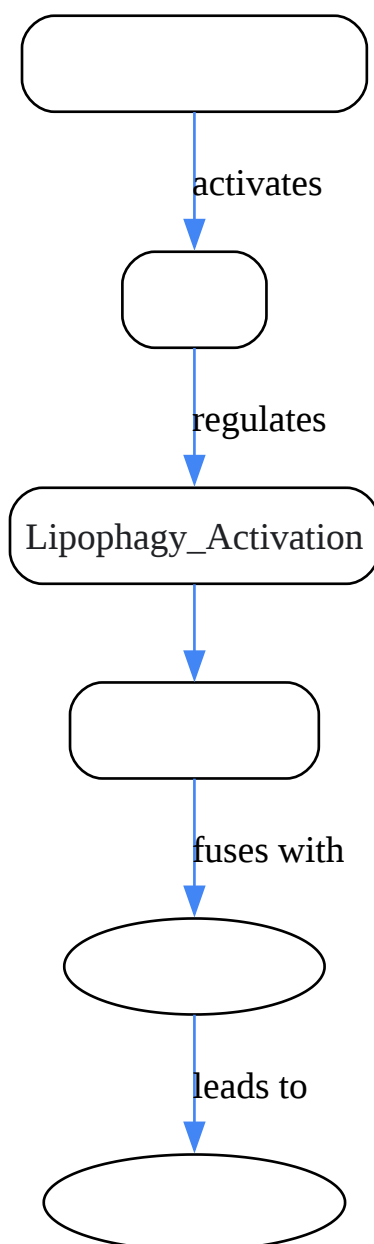 activates
regulates
Lipophagy_Activation
fuses with
leads to